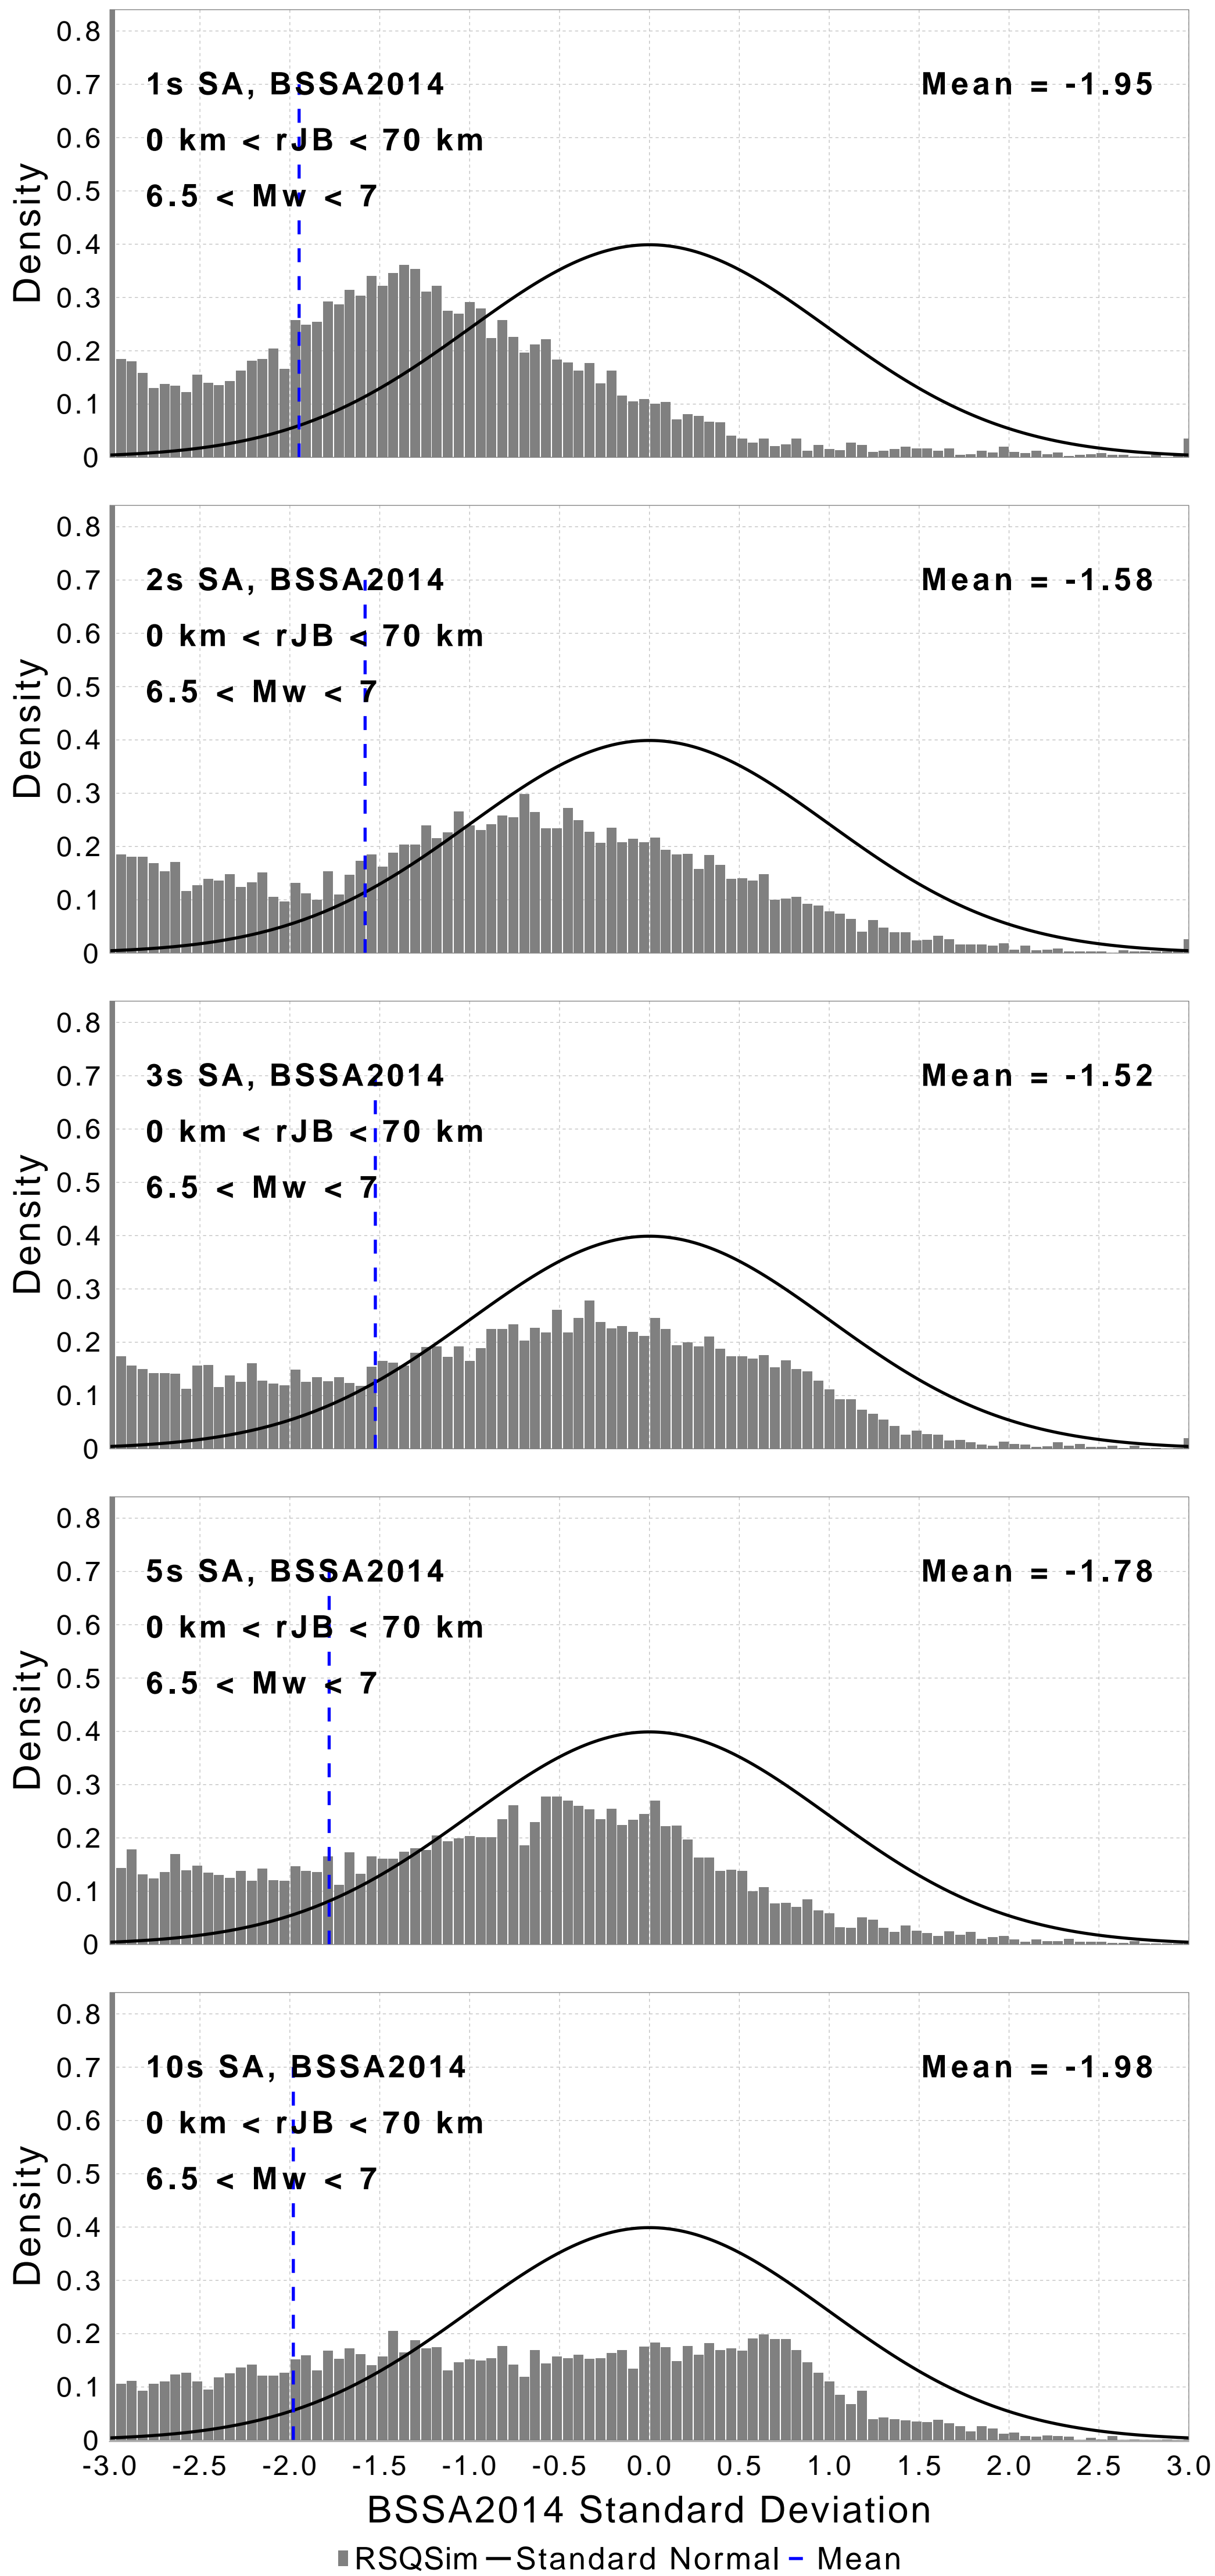 0.8
0.7
0.6
0.5
0.4
0.3
0.2
0.1
0
Density
1s SA, BSSA2014
Mean = -1.95
0 km < rJB < 70 km
6.5 < Mw < 7
0.8
0.7
0.6
0.5
0.4
0.3
0.2
0.1
0
Density
2s SA, BSSA2014
Mean = -1.58
0 km < rJB < 70 km
6.5 < Mw < 7
0.8
0.7
0.6
0.5
0.4
0.3
0.2
0.1
0
Density
3s SA, BSSA2014
Mean = -1.52
0 km < rJB < 70 km
6.5 < Mw < 7
0.8
0.7
0.6
0.5
0.4
0.3
0.2
0.1
0
Density
5s SA, BSSA2014
Mean = -1.78
0 km < rJB < 70 km
6.5 < Mw < 7
0.8
0.7
0.6
0.5
0.4
0.3
0.2
0.1
0
Density
10s SA, BSSA2014
Mean = -1.98
0 km < rJB < 70 km
6.5 < Mw < 7
-3.0 -2.5 -2.0 -1.5 -1.0 -0.5 0.0 0.5 1.0 1.5 2.0 2.5 3.0
BSSA2014 Standard Deviation
RSQSim Standard Normal Mean